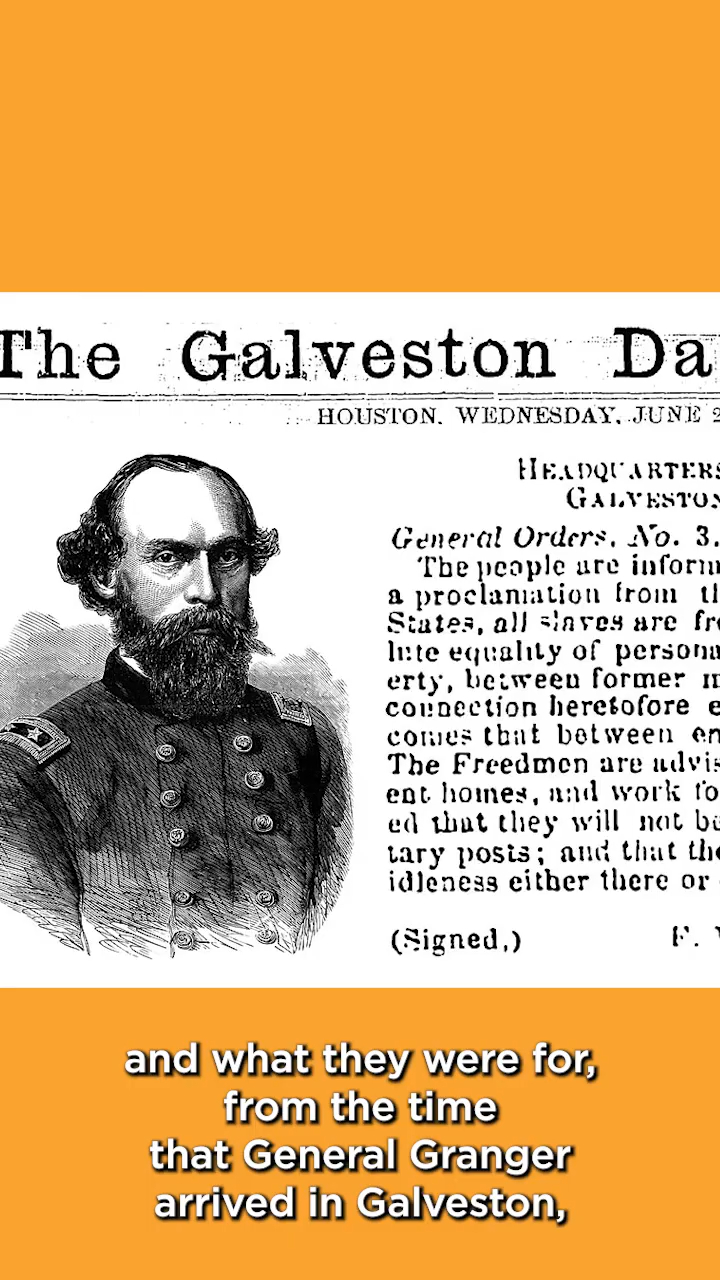 The Galveston Da
HOUSTON. WEDNESDAY, JUNE 2
HEADQUARTERS
GALVESTON
General Orders, No. 3.
The people are inform
a proclamation from th
States, all slaves are fre
lute equality of persona
erty, between former m
connection heretofore e
comes that between em
The Freedmen are advis
ent homes, and work fo
ed that they will not be
tary posts; and that the
idleness either there or
(Signed,)
F.
and what they were for,
from the time
that General Granger
arrived in Galveston,